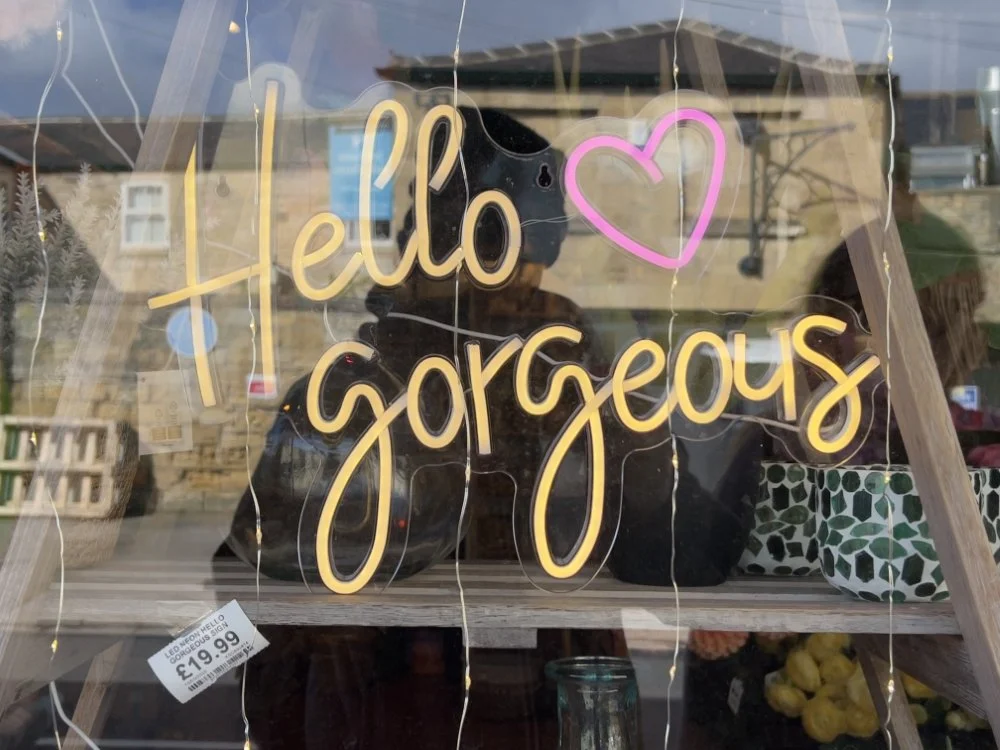 Hello
gorgeous
LED NEON HELLO
GORGEOUS SIGN
£19.99